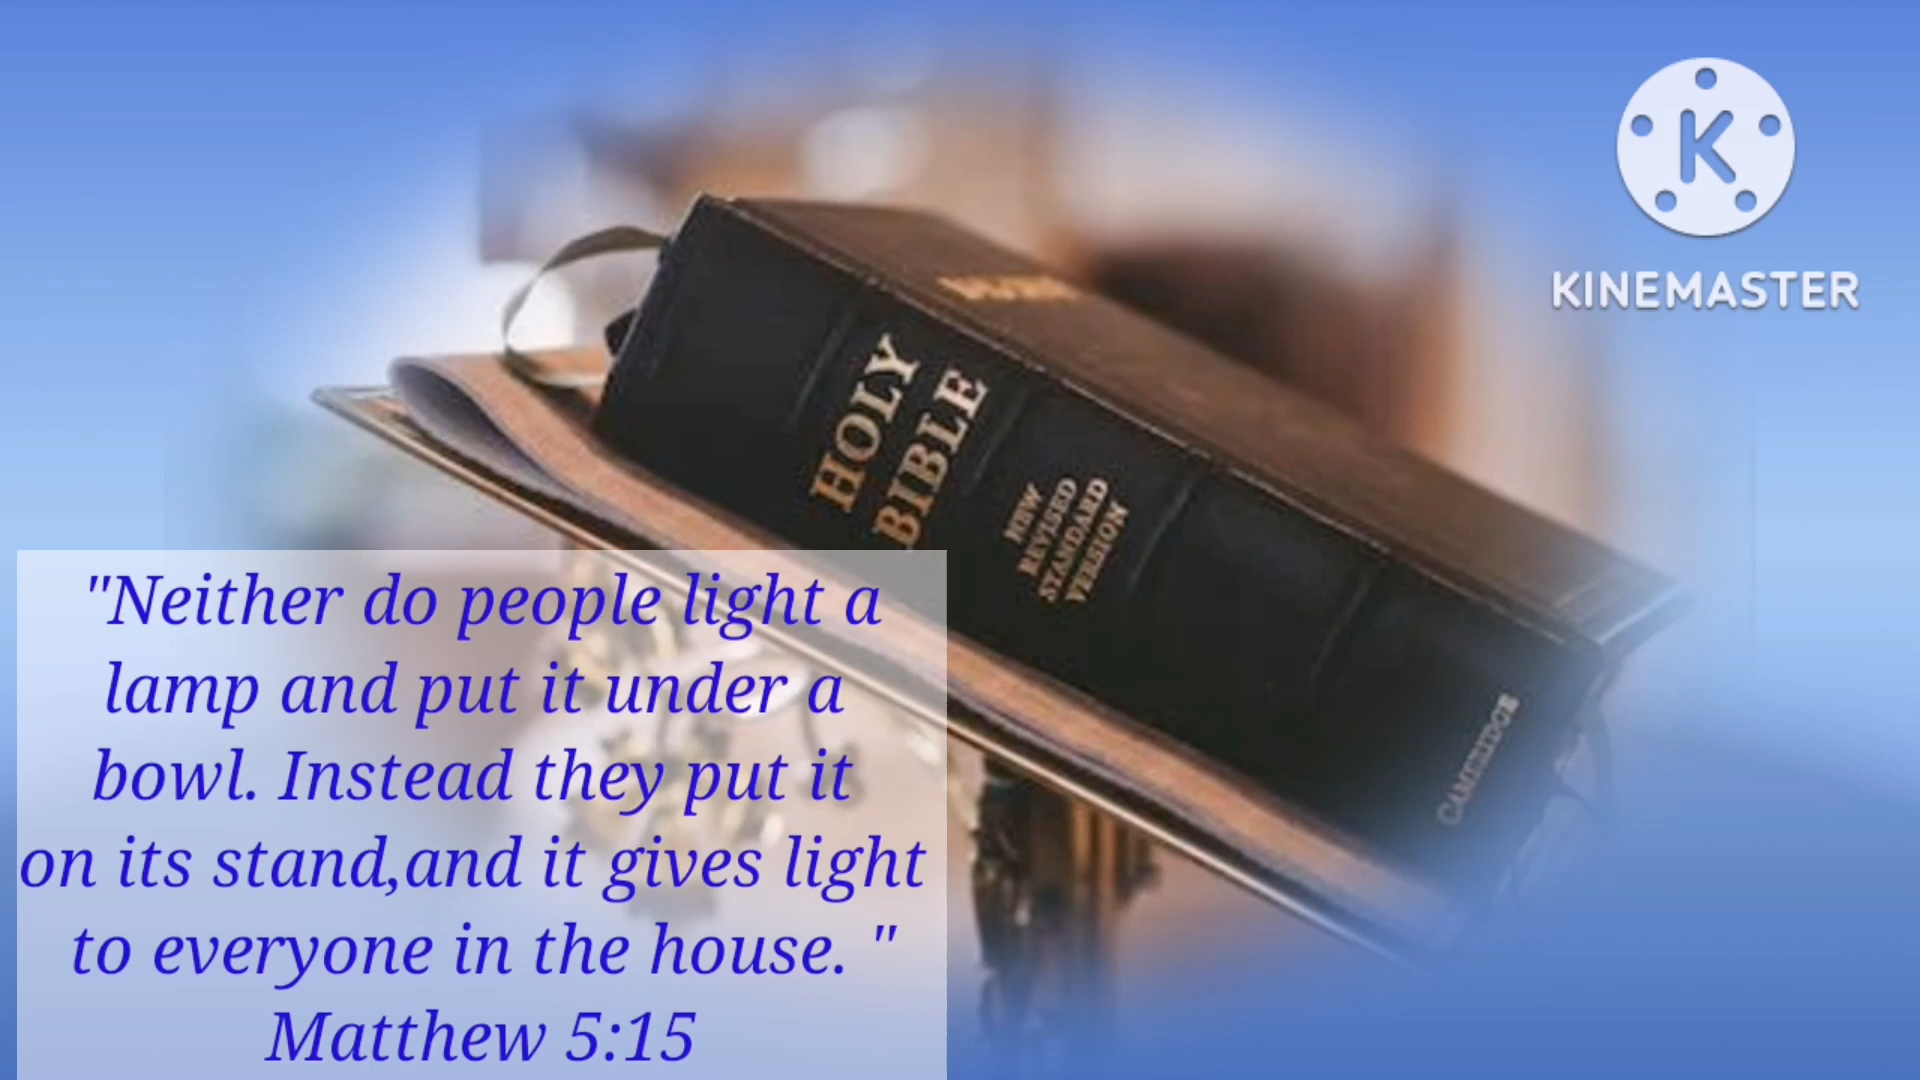 K
KINEMASTER
HOLY
BIBLE
NEW
REVISED
STANDARD
VERSION
CAMBRIDGE
"Neither do people light a
lamp and put it under a
bowl. Instead they put it
on its stand,and it gives light
to everyone in the house. "
Matthew 5:15